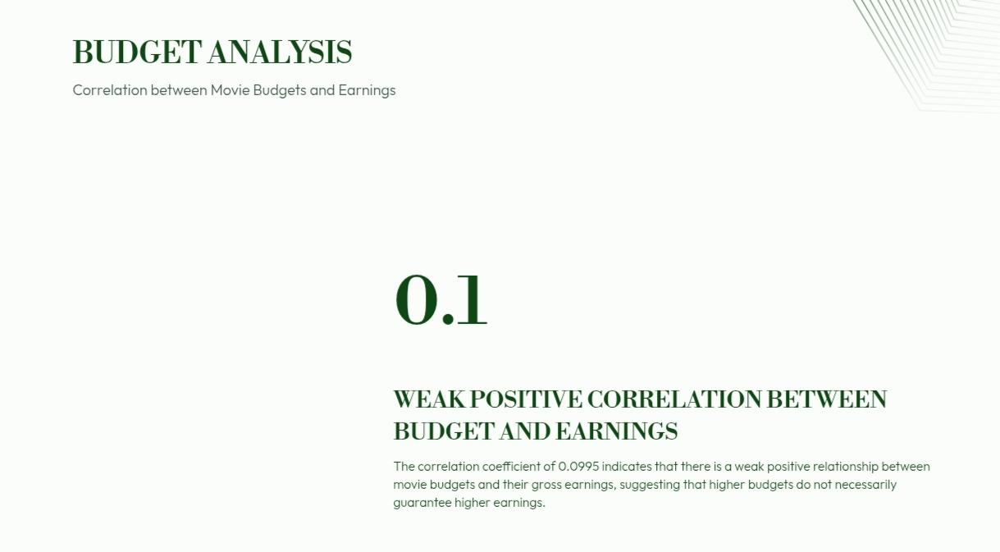 BUDGET ANALYSIS
Correlation between Movie Budgets and Earnings
0.1
WEAK POSITIVE CORRELATION BETWEEN
BUDGET AND EARNINGS
The correlation coefficient of 0.0995 indicates that there is a weak positive relationship between
movie budgets and their gross earnings, suggesting that higher budgets do not necessarily
guarantee higher earnings.